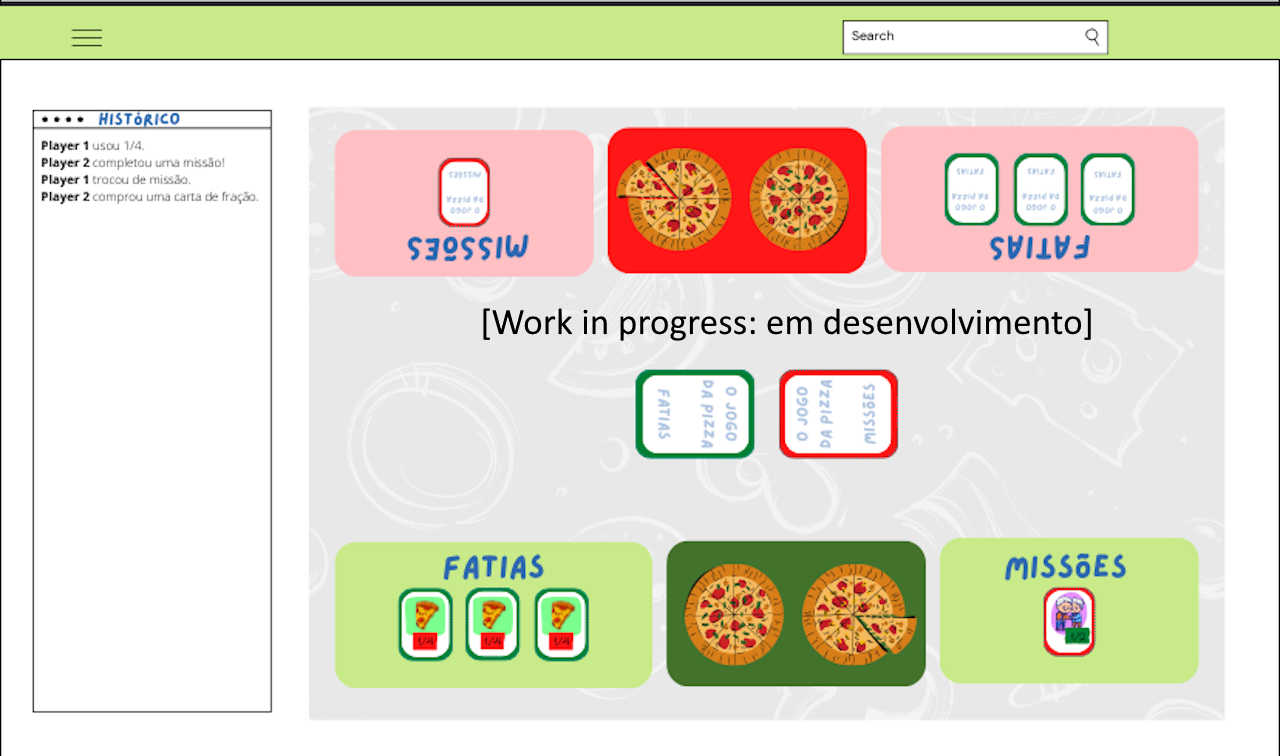 Search
HISTÓRICO
Player 1 usou 1/4.
Player 2 completou uma missão!
Player 1 trocou de missão.
Player 2 comprou uma carta de fração.
MISSÕES
DA PIZZA
O JOGO
MISSÕES
FATIAS
DA PIZZA
O JOGO
FATIAS
DA PIZZA
O JOGO
FATIAS
DA PIZZA
O JOGO
FATIAS
[Work in progress: em desenvolvimento]
O JOGO
DA PIZZA
FATIAS
O JOGO
DA PIZZA
MISSÕES
FATIAS
1/4
1/4
1/4
MISSÕES
1/2